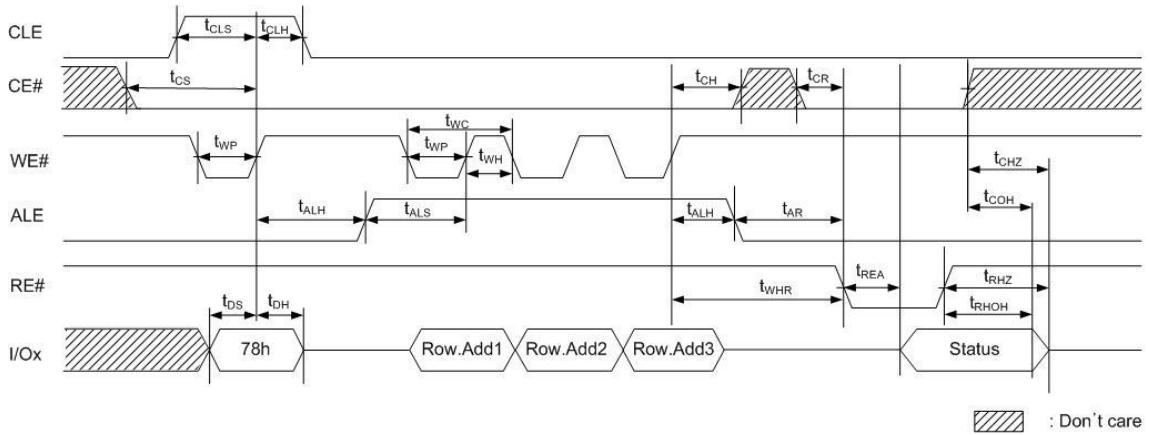 CLE
tCLS
tCLH
CE#
tCS
tCH
tCR
WE#
tWP
tWC
tWP
tWH
tCHZ
ALE
tALH
tALS
tALH
tAR
tCOH
RE#
tREA
tWHR
tRHZ
tRHOH
tDS
tDH
I/Ox
78h
Row.Add1
Row.Add2
Row.Add3
Status
: Don't care